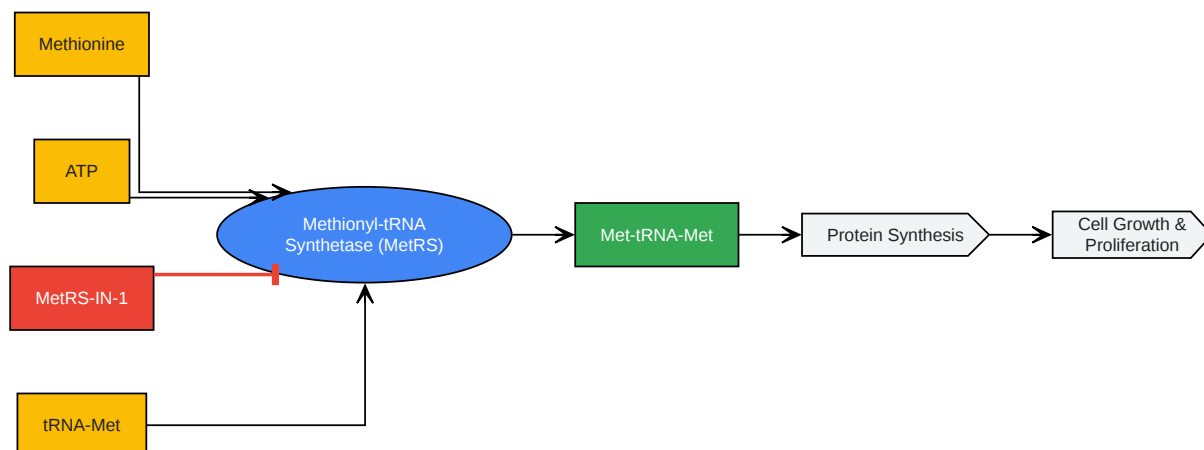 Methionine
ATP
Methionyl-tRNA
Synthetase (MetRS)
MetRS-IN-1
tRNA-Met
Met-tRNA-Met
Protein Synthesis
Cell Growth &
Proliferation